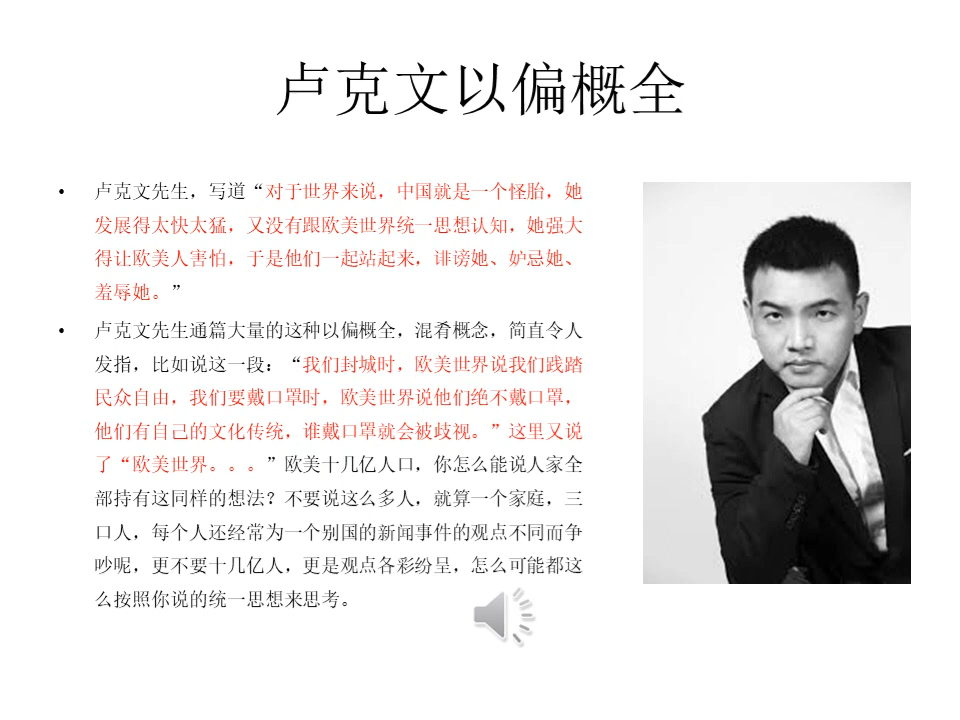 卢克文以偏概全
• 卢克文先生，写道“对于世界来说，中国就是一个怪胎，她
发展得太快太猛，又没有跟欧美世界统一思想认知，她强大
得让欧美人害怕，于是他们一起站起来，诽谤她、妒忌她、
羞辱她。”
• 卢克文先生通篇大量的这种以偏概全，混肴概念，简直令人
发指，比如说这一段：“我们封城时，欧美世界说我们践踏
民众自由，我们要戴口罩时，欧美世界说他们绝不戴口罩，
他们有自己的文化传统，谁戴口罩就会被歧视。”这里又说
了“欧美世界。。。”欧美十几亿人口，你怎么能说人家全
部持有这同样的想法？不要说这么多人，就算一个家庭，三
口人，每个人还经常为一个别国的新闻事件的观点不同而争
吵呢，更不要十几亿人，更是观点各彩纷呈，怎么可能都这
么按照你说的统一思想来思考。